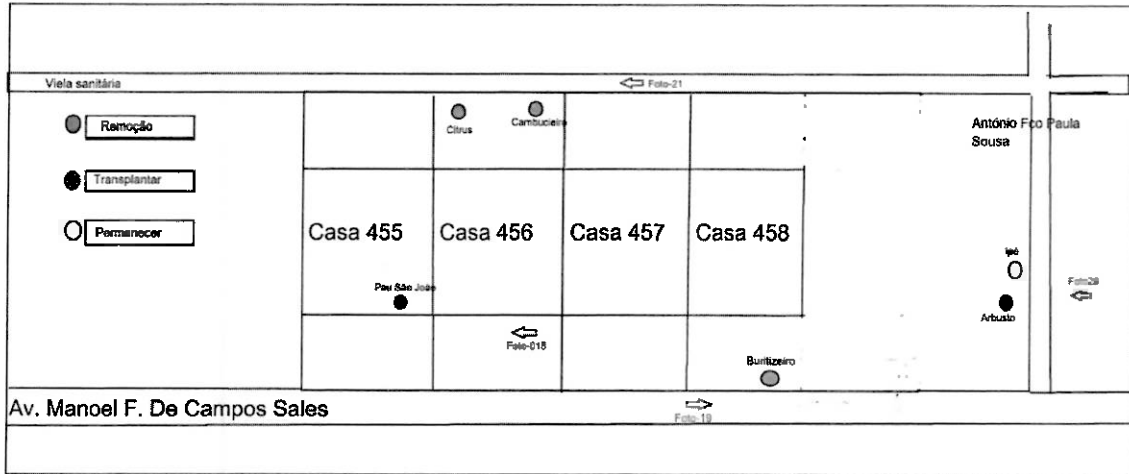 Viela sanitária
Foto-21
Remoção
Transplantar
Permanecer
Citrus
Cambucieiro
António Fco Paula
Sousa
Casa 455
Casa 456
Casa 457
Casa 458
Pau São João
Ipê
Arbusto
Foto-018
Buritizeiro
Av. Manoel F. De Campos Sales
Foto-19